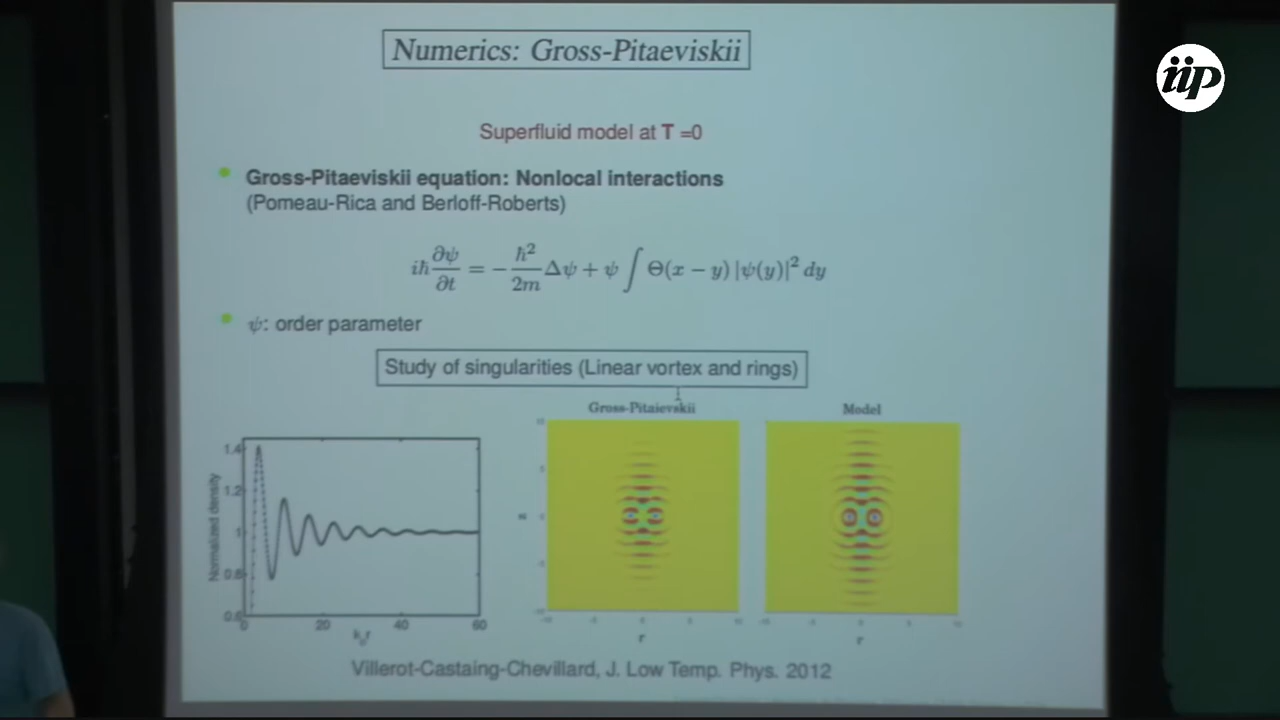 iip
Numerics: Gross-Pitaeviskii
Superfluid model at T =0
Gross-Pitaeviskii equation: Nonlocal interactions
(Pomeau-Rica and Berloff-Roberts)
iħ ∂ψ/∂t = − ħ²/2m Δψ + ψ ∫ Θ(x − y) |ψ(y)|² dy
ψ: order parameter
Study of singularities (Linear vortex and rings)
Gross-Pitaievskii
Model
Normalized density
1.4
1.2
1
0.8
0.6
0 20 40 60
r
r
Villerot-Castaing-Chevillard, J. Low Temp. Phys. 2012